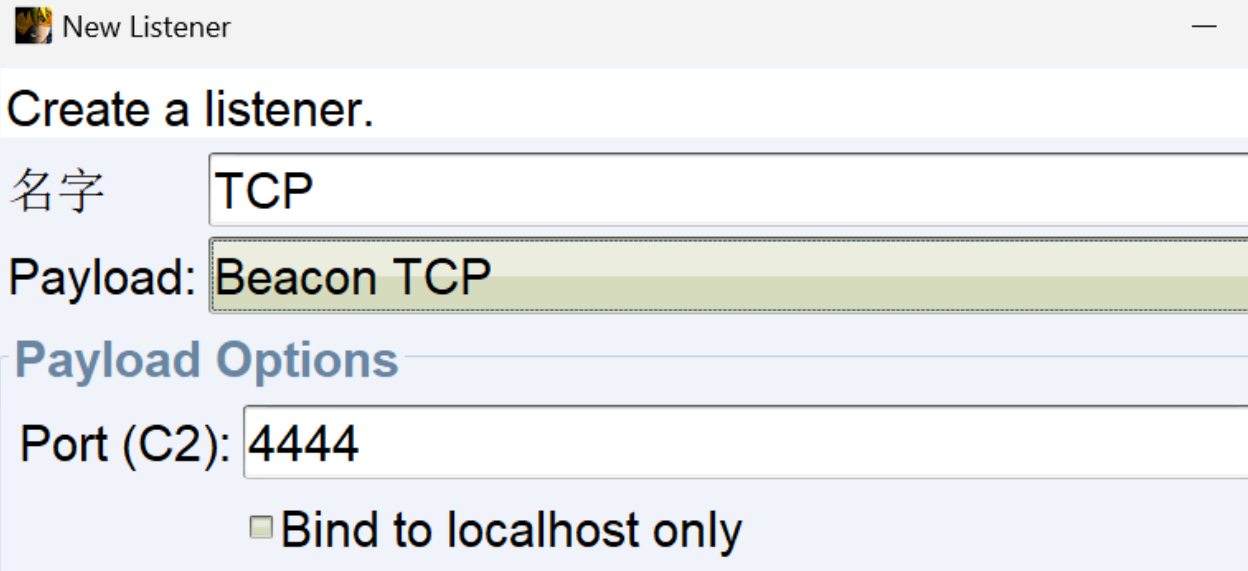 New Listener
Create a listener.
名字 TCP
Payload: Beacon TCP
Payload Options
Port (C2): 4444
Bind to localhost only